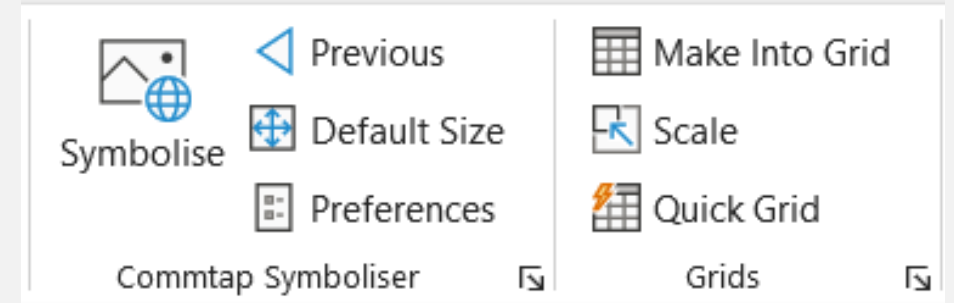 Symbolise
Previous
Default Size
Preferences
Commtap Symboliser
Make Into Grid
Scale
Quick Grid
Grids